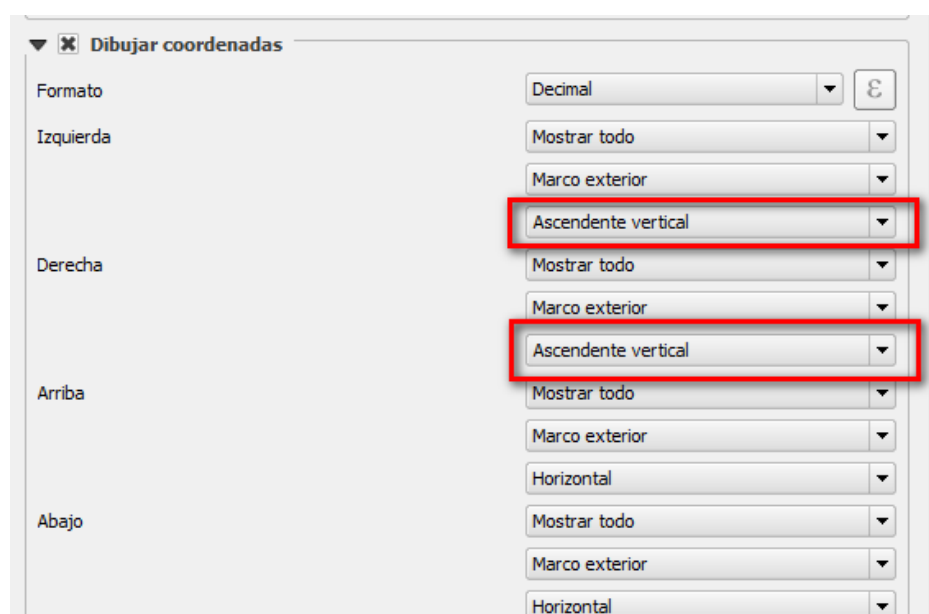 Dibujar coordenadas
Formato Decimal ε
Izquierda Mostrar todo
Marco exterior
Ascendente vertical
Derecha Mostrar todo
Marco exterior
Ascendente vertical
Arriba Mostrar todo
Marco exterior
Horizontal
Abajo Mostrar todo
Marco exterior
Horizontal